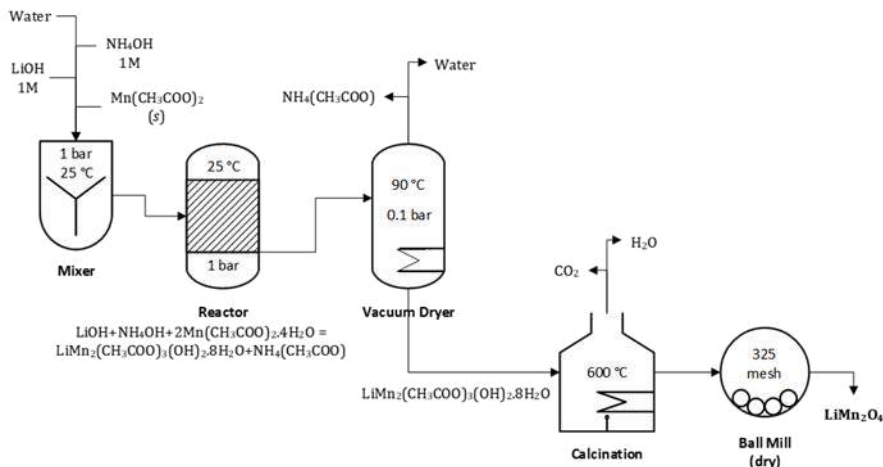 Water
NH₄OH
1M
LiOH
1M
Mn(CH₃COO)₂
(s)
1 bar
25 °C
Mixer
25 °C
1 bar
Reactor
LiOH+NH₄OH+2Mn(CH₃COO)₂.4H₂O =
LiMn₂(CH₃COO)₃(OH)₂.8H₂O+NH₄(CH₃COO)
Water
NH₄(CH₃COO)
90 °C
0.1 bar
Vacuum Dryer
LiMn₂(CH₃COO)₃(OH)₂.8H₂O
H₂O
CO₂
600 °C
Calcination
325
mesh
Ball Mill
(dry)
LiMn₂O₄